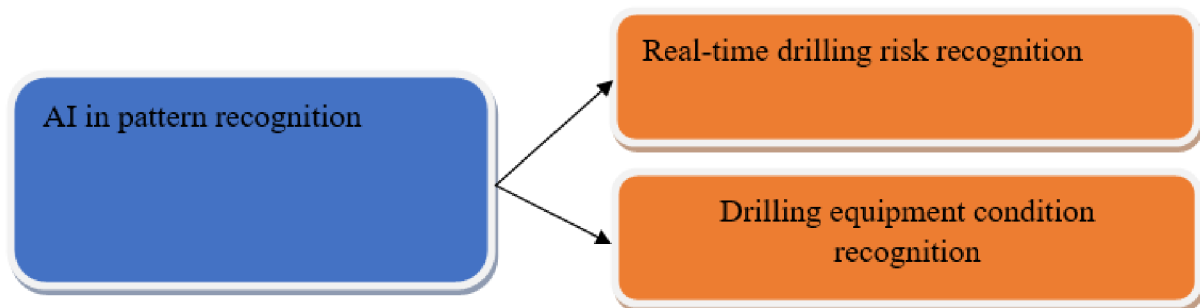 Real-time drilling risk recognition
AI in pattern recognition
Drilling equipment condition
recognition